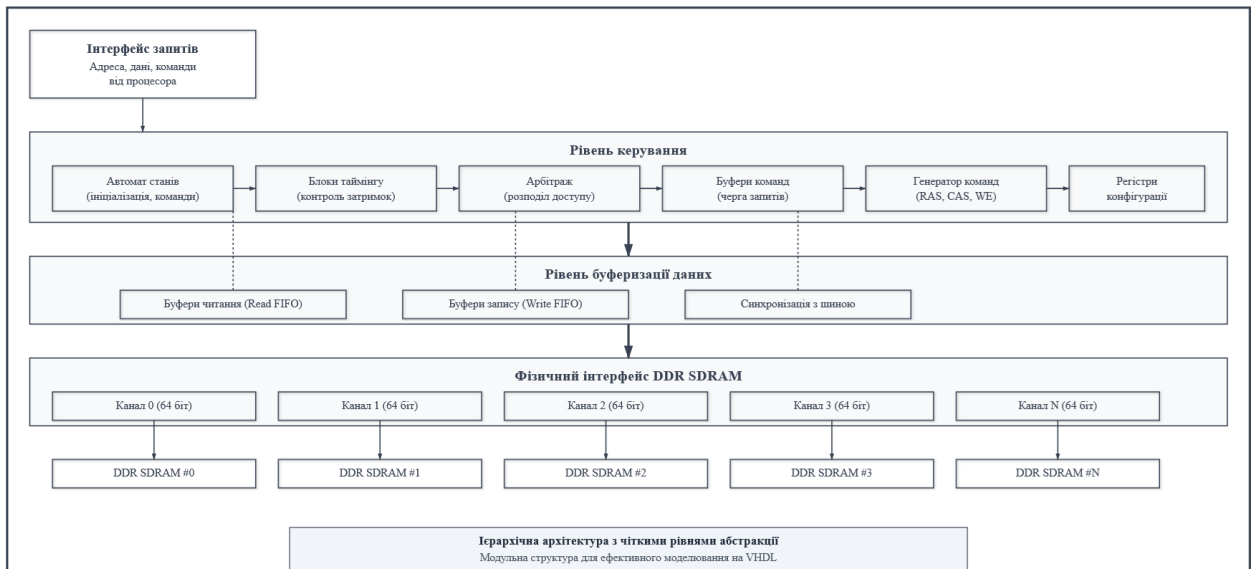 Інтерфейс запитів
Адреса, дані, команди
від процесора
Рівень керування
Автомат станів
(ініціалізація, команди)
Блоки таймінгу
(контроль затримок)
Арбітраж
(розподіл доступу)
Буфери команд
(черга запитів)
Генератор команд
(RAS, CAS, WE)
Регістри
конфігурації
Рівень буферизації даних
Буфери читання (Read FIFO)
Буфери запису (Write FIFO)
Синхронізація з шиною
Фізичний інтерфейс DDR SDRAM
Канал 0 (64 біт)
Канал 1 (64 біт)
Канал 2 (64 біт)
Канал 3 (64 біт)
Канал N (64 біт)
DDR SDRAM #0
DDR SDRAM #1
DDR SDRAM #2
DDR SDRAM #3
DDR SDRAM #N
Ієрархічна архітектура з чіткими рівнями абстракції
Модульна структура для ефективного моделювання на VHDL